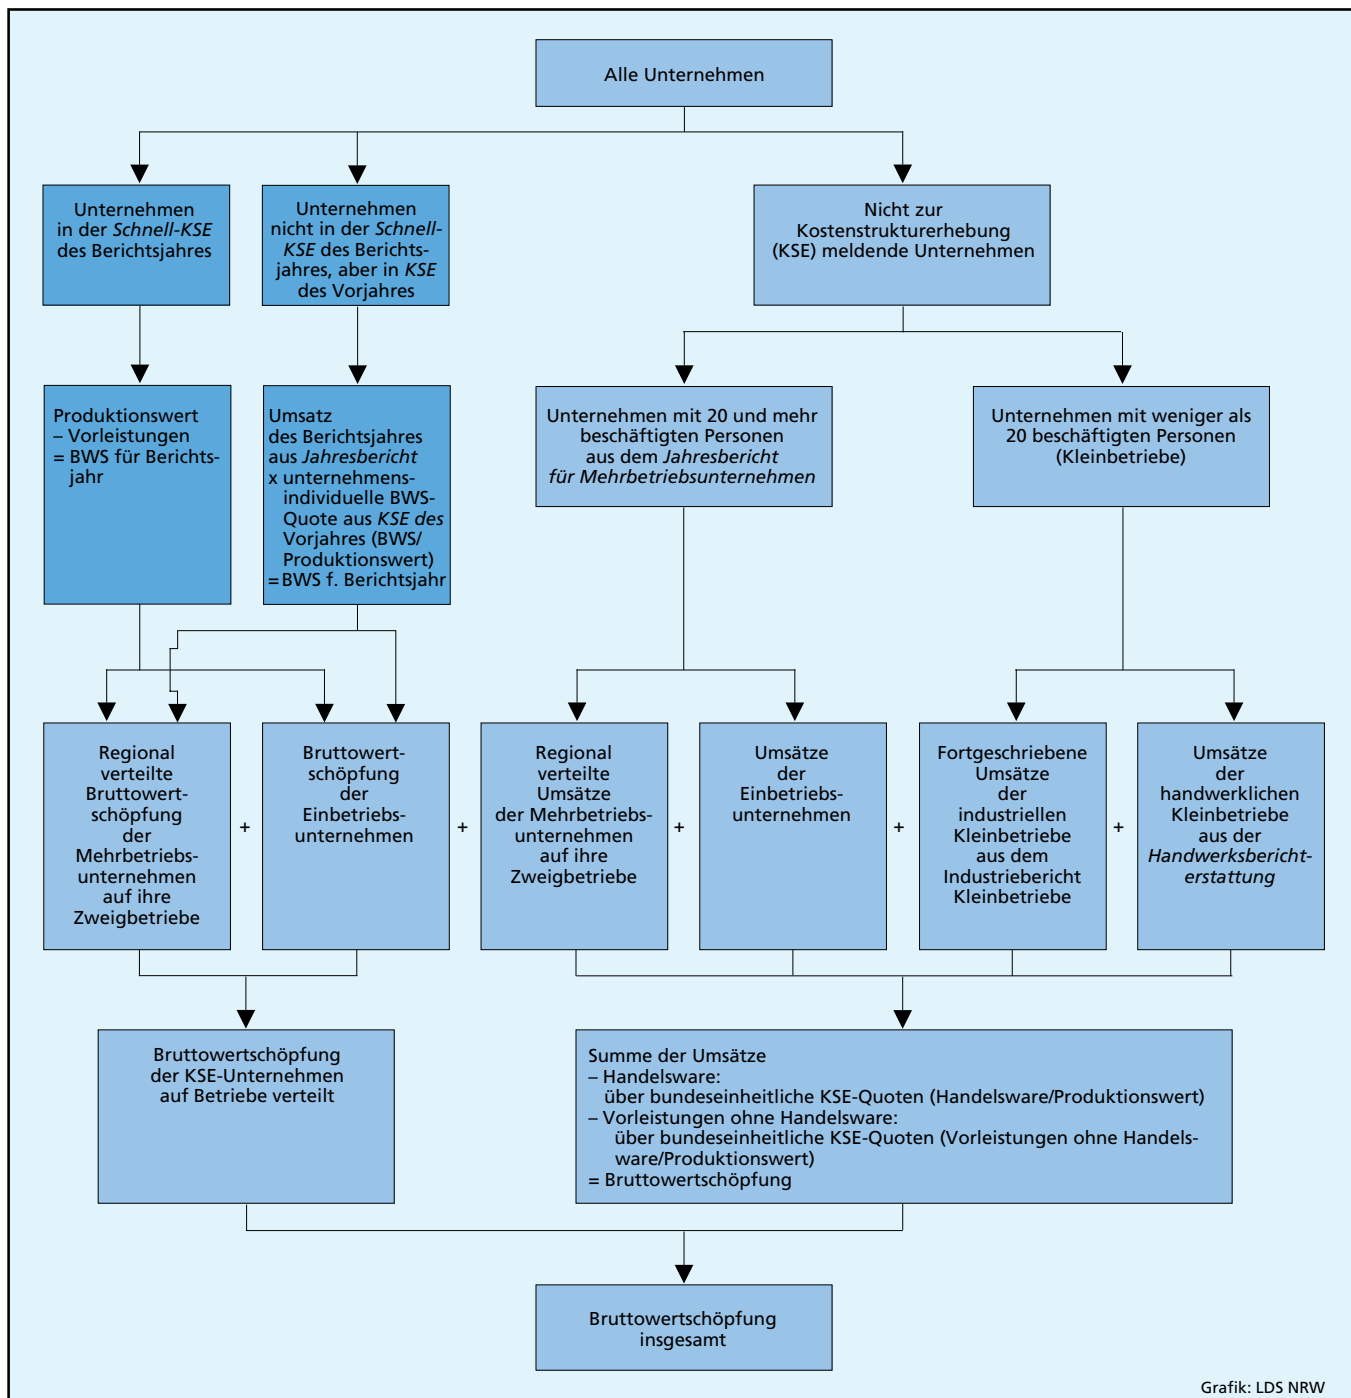 Alle Unternehmen
Unternehmen
in der Schnell-KSE
des Berichtsjahres
Unternehmen
nicht in der Schnell-
KSE des Berichts-
jahres, aber in KSE
des Vorjahres
Nicht zur
Kostenstrukturerhebung
(KSE) meldende Unternehmen
Produktionswert
– Vorleistungen
= BWS für Berichts-
jahr
Umsatz
des Berichtsjahres
aus Jahresbericht
x unternehmens-
individuelle BWS-
Quote aus KSE des
Vorjahres (BWS/
Produktionswert)
= BWS f. Berichtsjahr
Unternehmen mit 20 und mehr
beschäftigten Personen
aus dem Jahresbericht
für Mehrbetriebsunternehmen
Unternehmen mit weniger als
20 beschäftigten Personen
(Kleinbetriebe)
Regional
verteilte
Bruttowert-
schöpfung
der
Mehrbetriebs-
unternehmen
auf ihre
Zweigbetriebe
+
Bruttowert-
schöpfung
der
Einbetriebs-
unternehmen
+
Regional
verteilte
Umsätze
der Mehrbetriebs-
unternehmen
auf ihre
Zweigbetriebe
+
Umsätze
der
Einbetriebs-
unternehmen
+
Fortgeschriebene
Umsätze
der
industriellen
Kleinbetriebe
aus dem
Industriebericht
Kleinbetriebe
+
Umsätze
der
handwerklichen
Kleinbetriebe
aus der
Handwerksbericht-
erstattung
Bruttowertschöpfung
der KSE-Unternehmen
auf Betriebe verteilt
Summe der Umsätze
– Handelsware:
über bundeseinheitliche KSE-Quoten (Handelsware/Produktionswert)
– Vorleistungen ohne Handelsware:
über bundeseinheitliche KSE-Quoten (Vorleistungen ohne Handels-
ware/Produktionswert)
= Bruttowertschöpfung
Bruttowertschöpfung
insgesamt
Grafik: LDS NRW